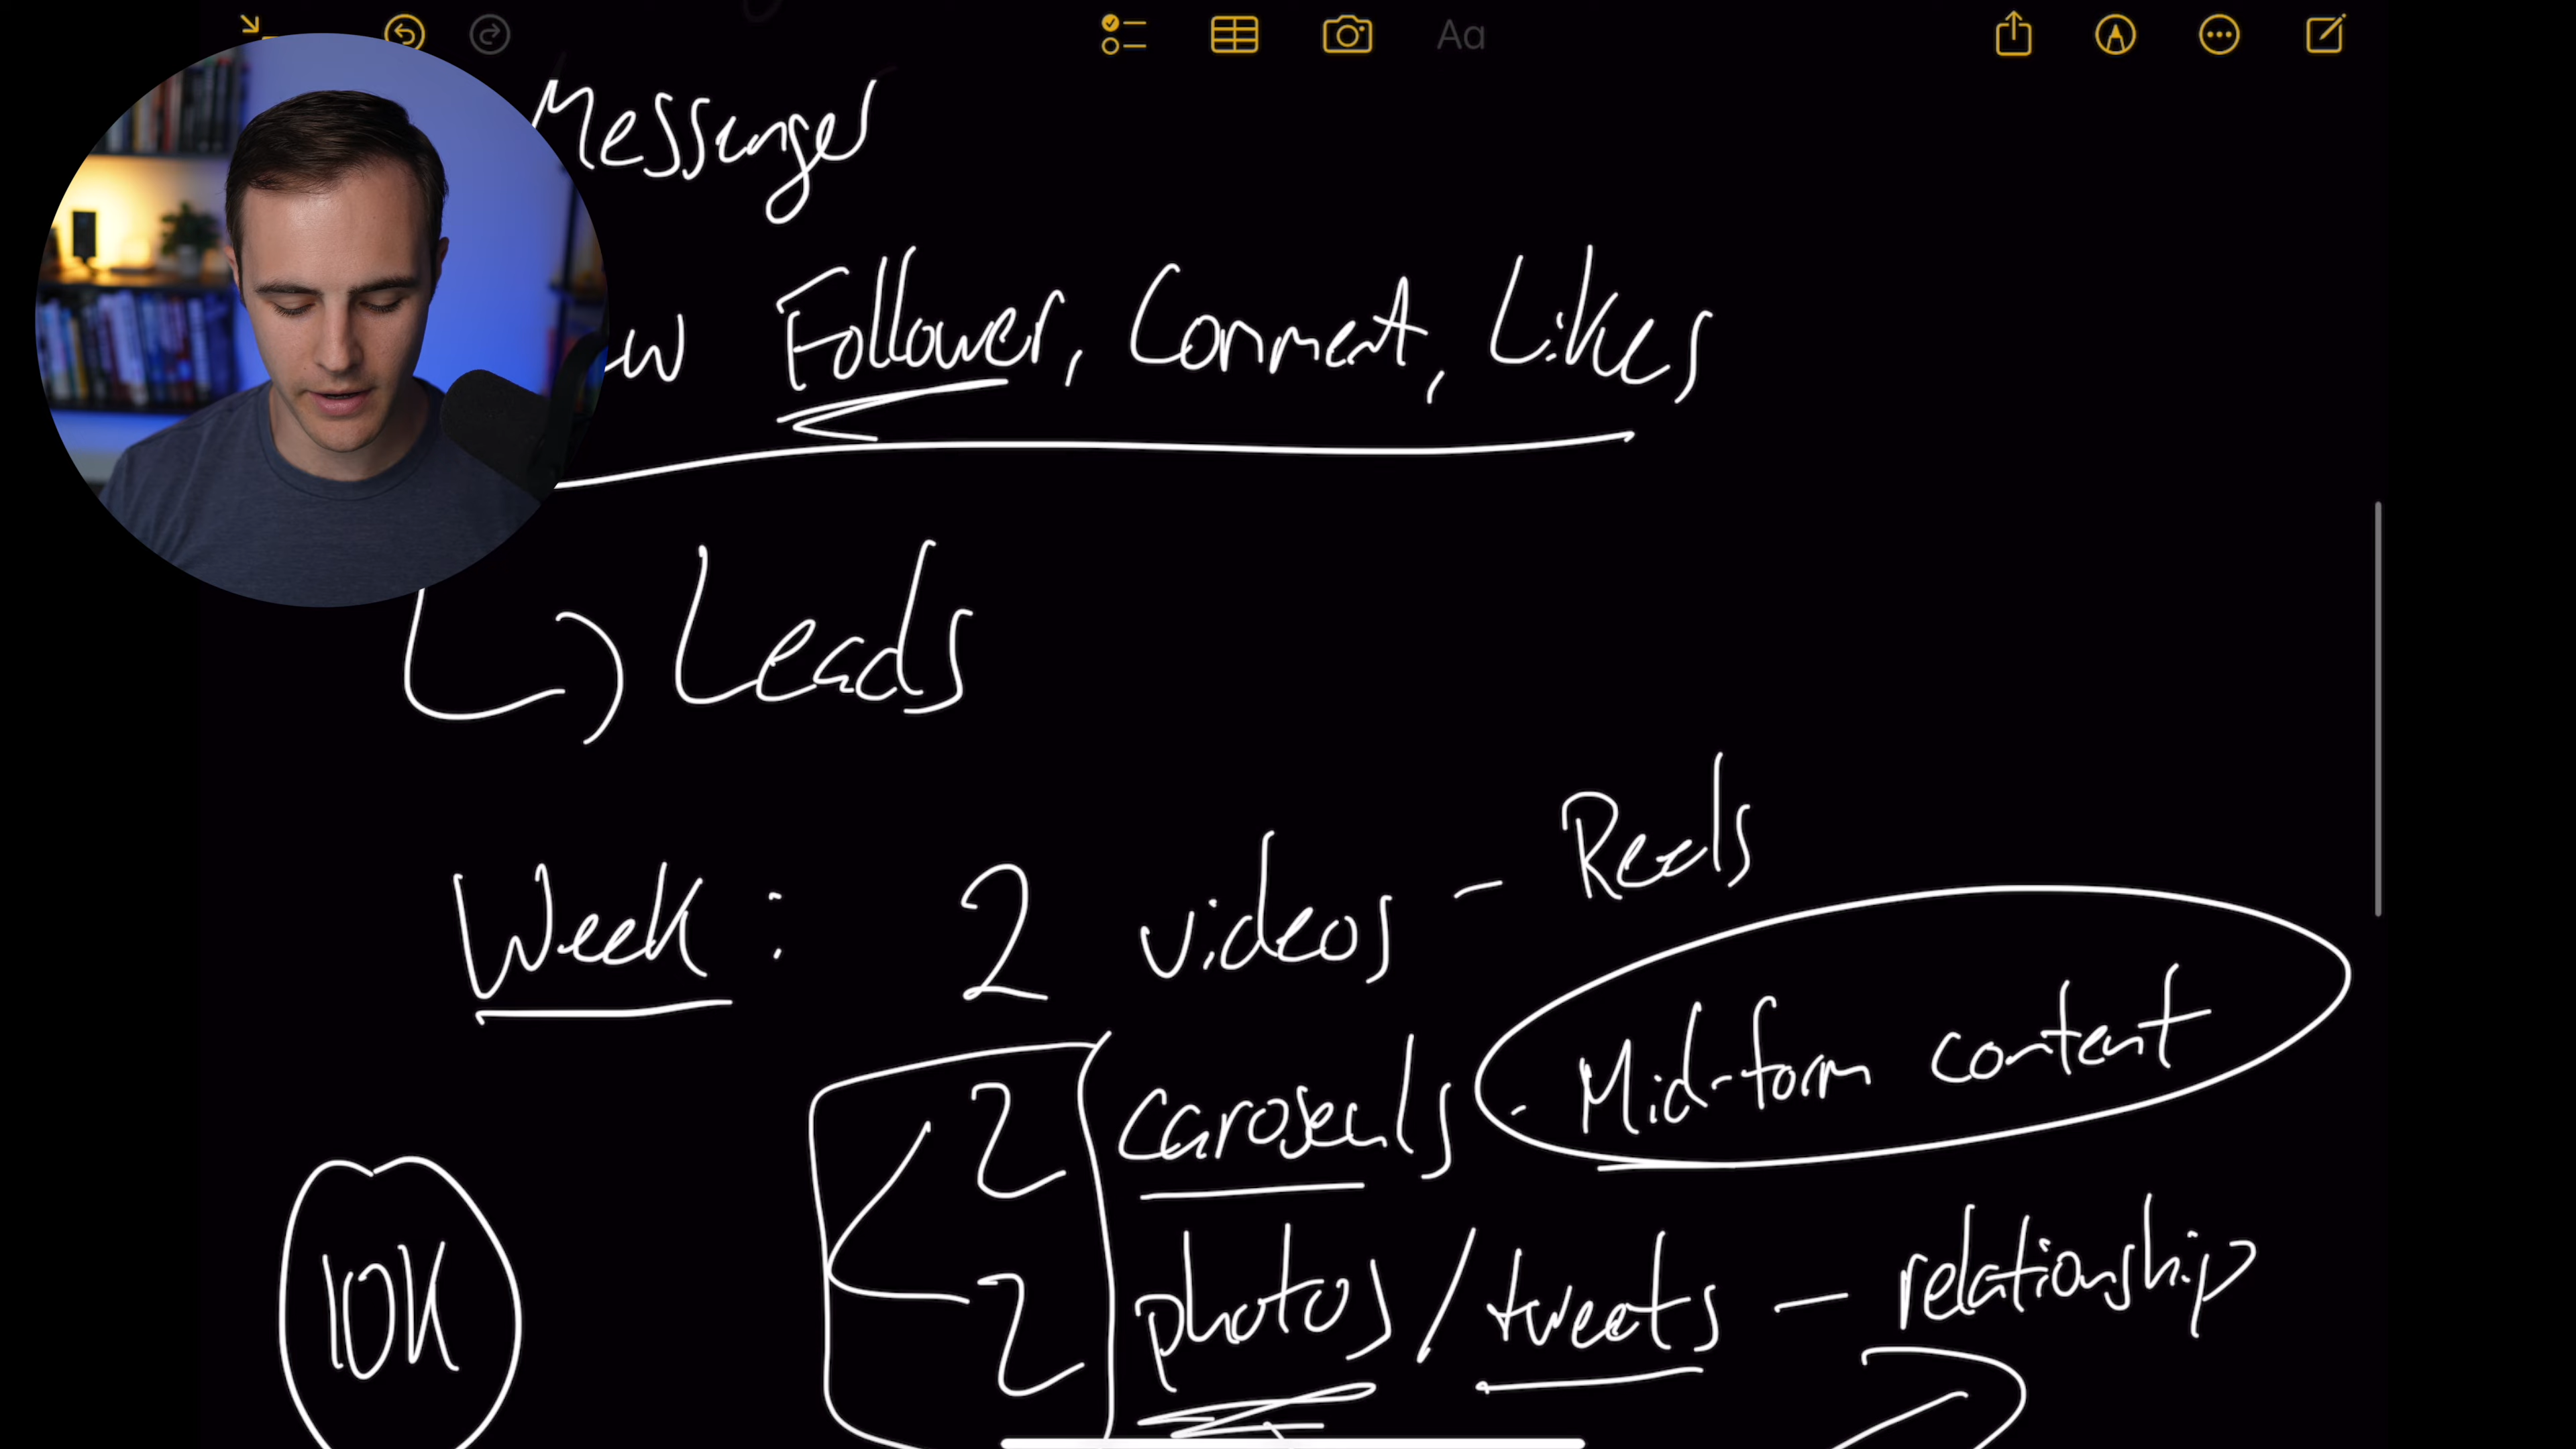 Aa
Messenger
Follower, Comment, Likes
Leads
Week: 2 videos - Reels
2 caroseuls - Mid-form content
10K
2 photos/tweets - relationship